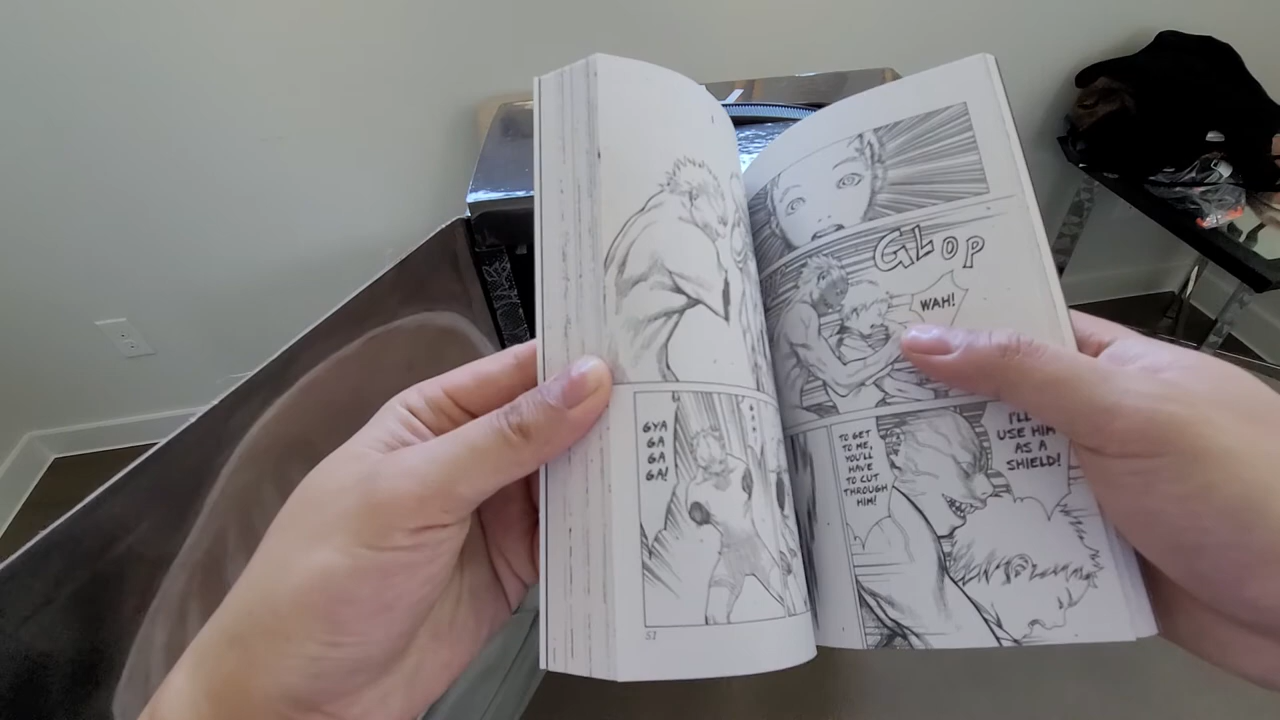 GYA
GA
GA
GA!
51
GLOP
WAH!
TO GET
TO ME,
YOU'LL
HAVE
TO CUT
THROUGH
HIM!
I'LL
USE HIM
AS A
SHIELD!